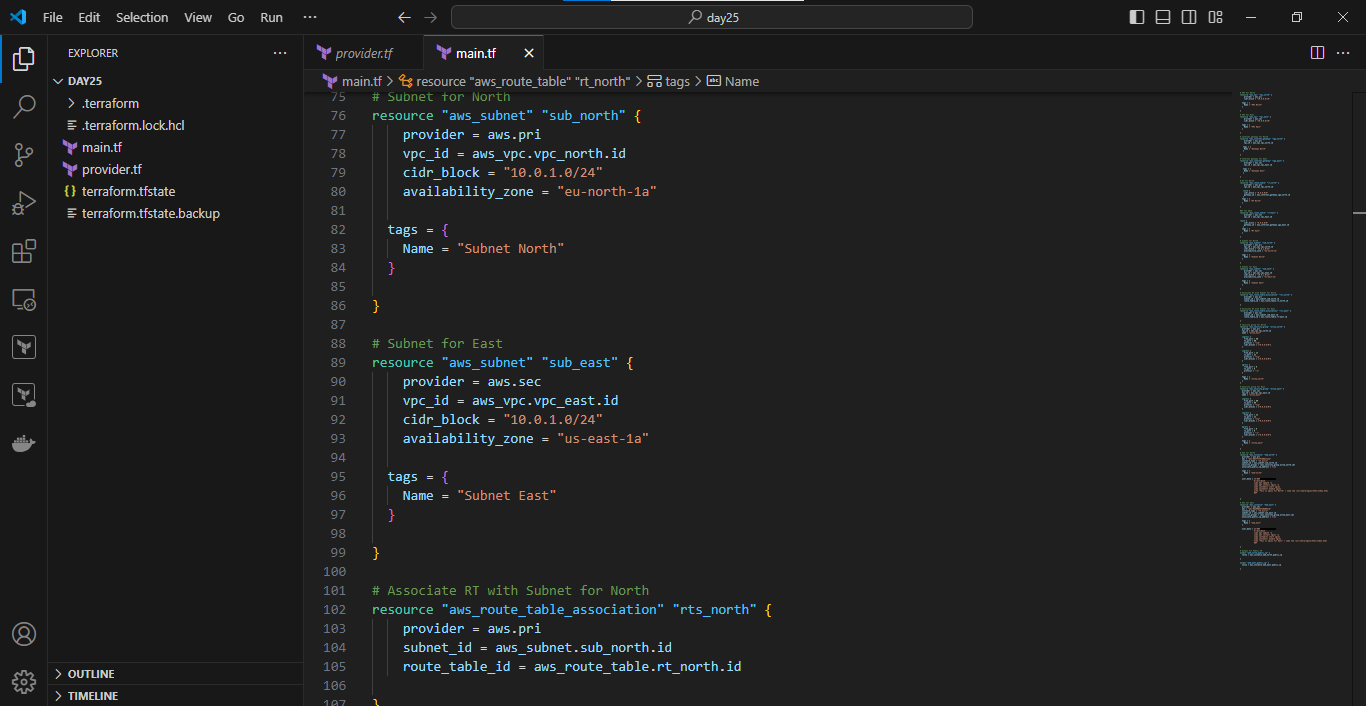 File Edit Selection View Go Run ···
day25
EXPLORER
DAY25
.terraform
.terraform.lock.hcl
main.tf
provider.tf
{} terraform.tfstate
terraform.tfstate.backup
OUTLINE
TIMELINE
provider.tf
main.tf
main.tf > resource "aws_route_table" "rt_north" > tags > Name
75 # Subnet for North
76 resource "aws_subnet" "sub_north" {
77 provider = aws.pri
78 vpc_id = aws_vpc.vpc_north.id
79 cidr_block = "10.0.1.0/24"
80 availability_zone = "eu-north-1a"
81
82 tags = {
83 Name = "Subnet North"
84 }
85
86 }
87
88 # Subnet for East
89 resource "aws_subnet" "sub_east" {
90 provider = aws.sec
91 vpc_id = aws_vpc.vpc_east.id
92 cidr_block = "10.0.1.0/24"
93 availability_zone = "us-east-1a"
94
95 tags = {
96 Name = "Subnet East"
97 }
98
99 }
100
101 # Associate RT with Subnet for North
102 resource "aws_route_table_association" "rts_north" {
103 provider = aws.pri
104 subnet_id = aws_subnet.sub_north.id
105 route_table_id = aws_route_table.rt_north.id
106
107 }